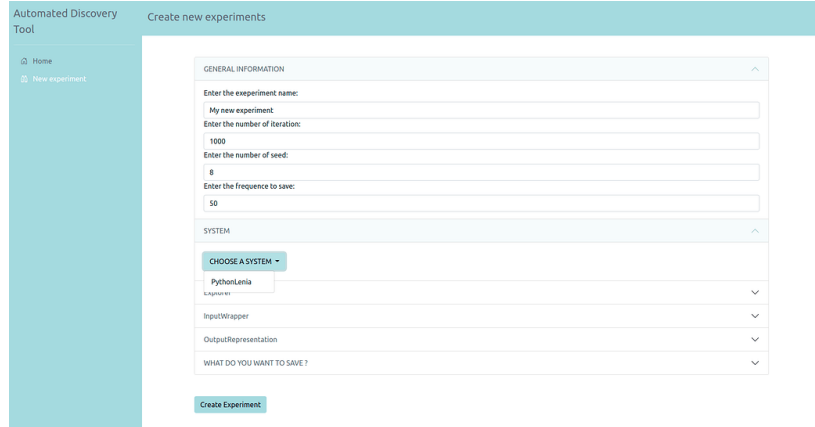 Automated Discovery
Tool
Create new experiments
Home
New experiment
GENERAL INFORMATION
Enter the exeperiment name:
My new experiment
Enter the number of iteration:
1000
Enter the number of seed:
8
Enter the frequence to save:
50
SYSTEM
CHOOSE A SYSTEM
PythonLenia
Explorer
InputWrapper
OutputRepresentation
WHAT DO YOU WANT TO SAVE ?
Create Experiment